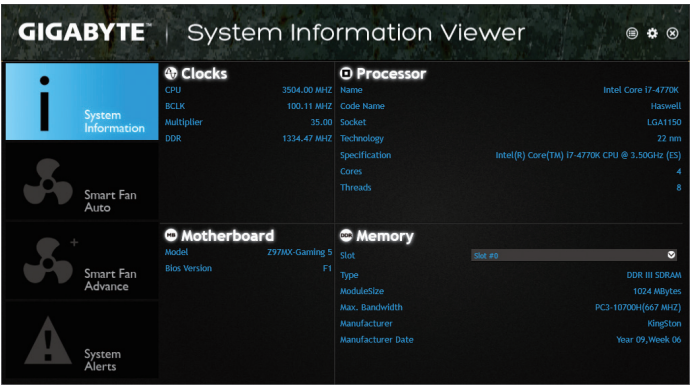 GIGABYTE™ | System Information Viewer
System
Information
Smart Fan
Auto
Smart Fan
Advance
System
Alerts
Clocks
CPU 3504.00 MHZ
BCLK 100.11 MHZ
Multiplier 35.00
DDR 1334.47 MHZ
Processor
Name Intel Core i7-4770K
Code Name Haswell
Socket LGA1150
Technology 22 nm
Specification Intel(R) Core(TM) i7-4770K CPU @ 3.50GHz (ES)
Cores 4
Threads 8
MB Motherboard
Model Z97MX-Gaming 5
Bios Version F1
DDR Memory
Slot Slot #0
Type DDR III SDRAM
ModuleSize 1024 MBytes
Max. Bandwidth PC3-10700H(667 MHZ)
Manufacturer KingSton
Manufacturer Date Year 09,Week 06